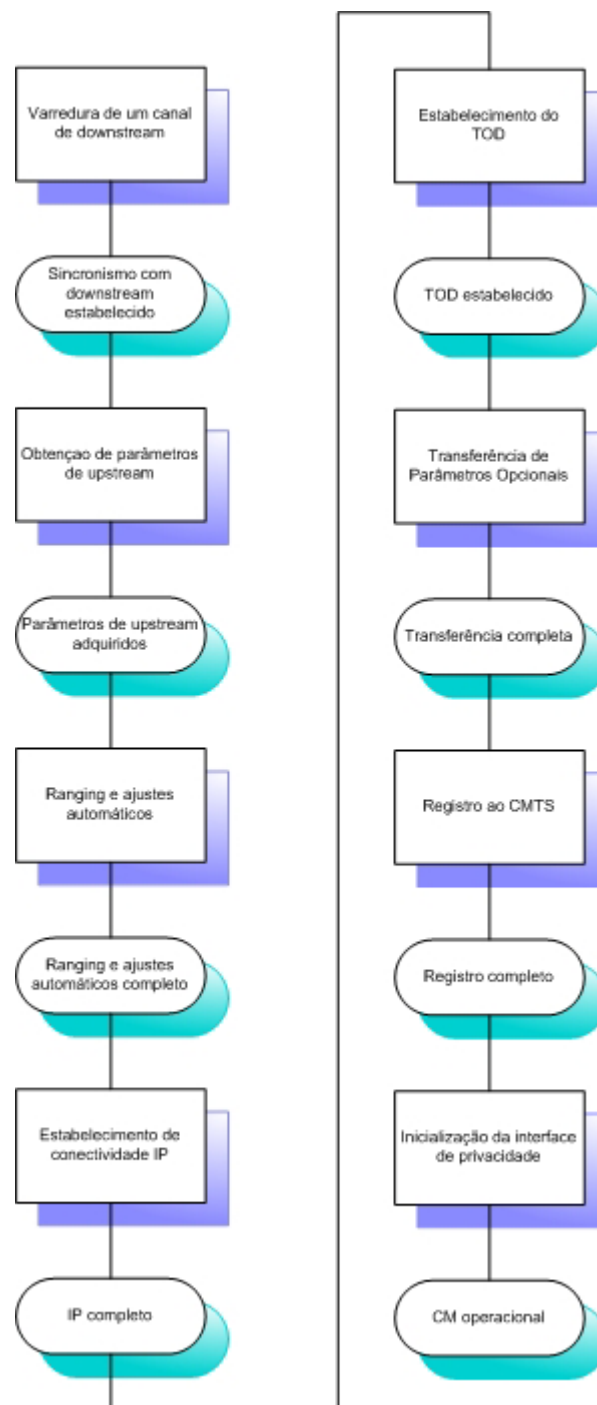 Varredura de um canal
de downstream
Sincronismo com
downstream
estabelecido
Obtençao de parâmetros
de upstream
Parâmetros de upstream
adquiridos
Ranging e ajustes
automáticos
Ranging e ajustes
automáticos completo
Estabelecimento de
conectividade IP
IP completo
Estabelecimento do
TOD
TOD estabelecido
Transferência de
Parâmetros Opcionais
Transferência completa
Registro ao CMTS
Registro completo
Inicialização da interface
de privacidade
CM operacional